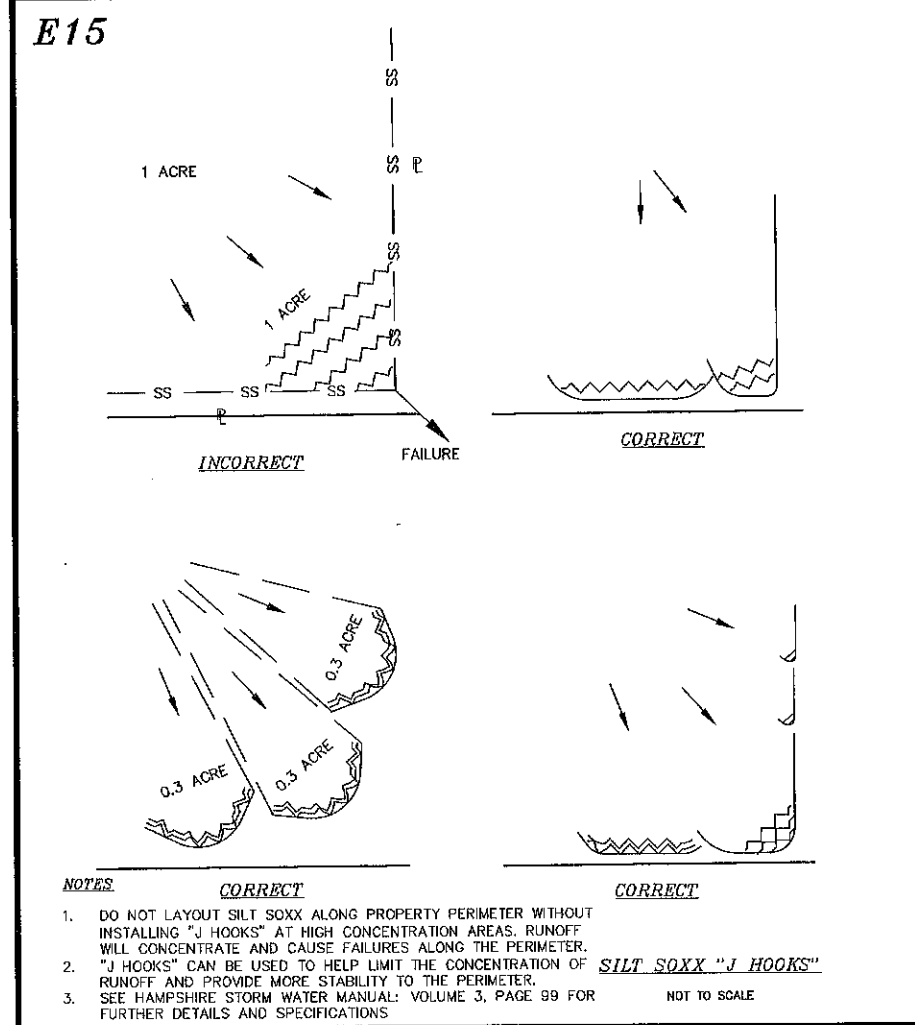 E15
SS
1 ACRE
SS
℄
SS
1 ACRE
SS
SS
SS
SS
℄
INCORRECT
FAILURE
CORRECT
0.3 ACRE
0.3 ACRE
0.3 ACRE
CORRECT
CORRECT
NOTES
1. DO NOT LAYOUT SILT SOXX ALONG PROPERTY PERIMETER WITHOUT
INSTALLING "J HOOKS" AT HIGH CONCENTRATION AREAS. RUNOFF
WILL CONCENTRATE AND CAUSE FAILURES ALONG THE PERIMETER.
2. "J HOOKS" CAN BE USED TO HELP LIMIT THE CONCENTRATION OF
RUNOFF AND PROVIDE MORE STABILITY TO THE PERIMETER.
3. SEE HAMPSHIRE STORM WATER MANUAL: VOLUME 3, PAGE 99 FOR
FURTHER DETAILS AND SPECIFICATIONS
SILT SOXX "J HOOKS"
NOT TO SCALE